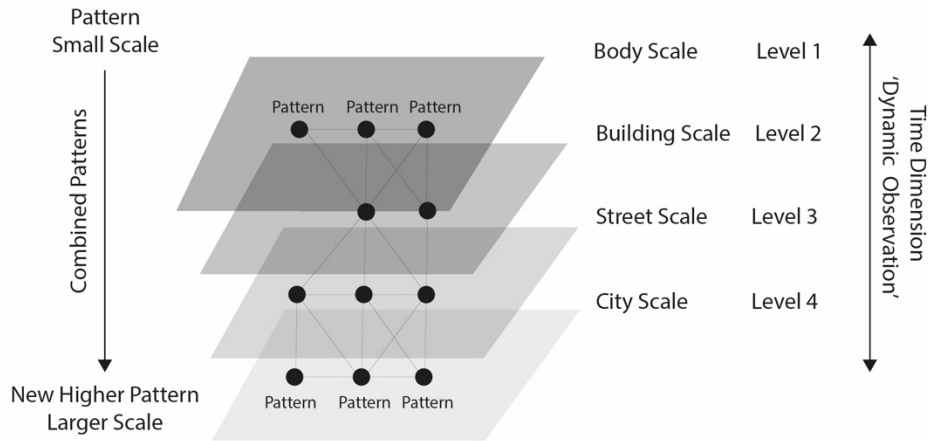 Pattern
Small Scale
Combined Patterns
New Higher Pattern
Larger Scale
Pattern Pattern Pattern
Pattern Pattern Pattern
Body Scale Level 1
Building Scale Level 2
Street Scale Level 3
City Scale Level 4
Time Dimension
'Dynamic Observation'